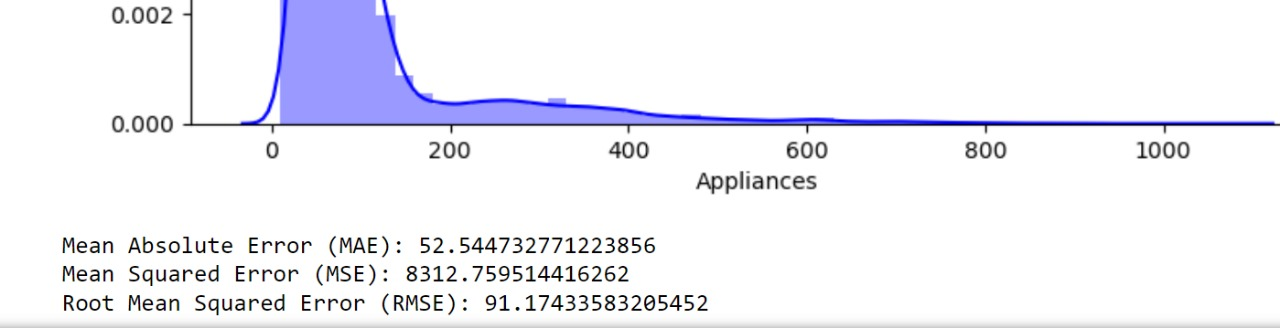 0.002
0.000
0 200 400 600 800 1000
Appliances
Mean Absolute Error (MAE): 52.544732771223856
Mean Squared Error (MSE): 8312.759514416262
Root Mean Squared Error (RMSE): 91.17433583205452